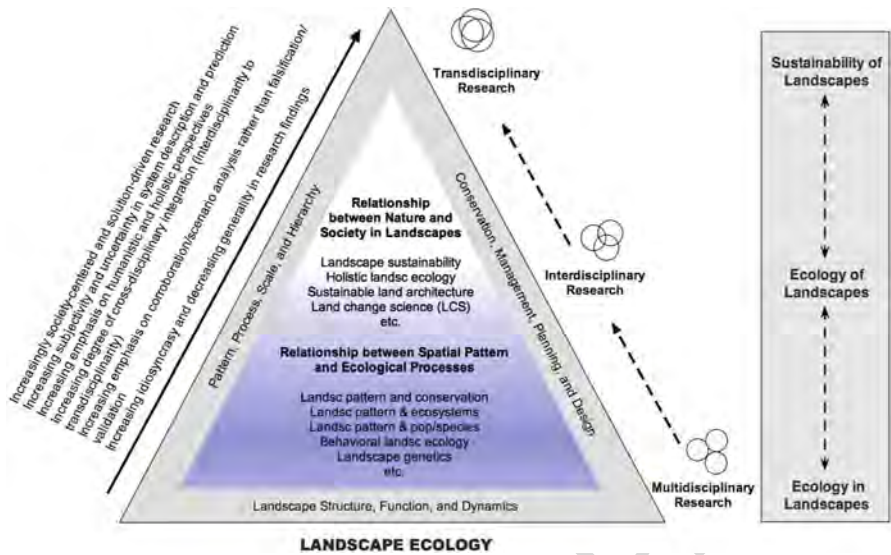 Increasingly society-centered and solution-driven research
Increasing subjectivity and uncertainty in system description and prediction
Increasing emphasis on humanistic and holistic perspectives
Increasing degree of cross-disciplinary integration (interdisciplinarity to
transdisciplinarity)
Increasing emphasis on corroboration/scenario analysis rather than falsification/
validation
Increasing idiosyncrasy and decreasing generality in research findings
Pattern, Process, Scale, and Hierarchy
Conservation, Management, Planning, and Design
Landscape Structure, Function, and Dynamics
Relationship
between Nature and
Society in Landscapes
Landscape sustainability
Holistic landsc ecology
Sustainable land architecture
Land change science (LCS)
etc.
Relationship between Spatial Pattern
and Ecological Processes
Landsc pattern and conservation
Landsc pattern & ecosystems
Landsc pattern & pop/species
Behavioral landsc ecology
Landscape genetics
etc.
LANDSCAPE ECOLOGY
Transdisciplinary
Research
Interdisciplinary
Research
Multidisciplinary
Research
Sustainability of
Landscapes
Ecology of
Landscapes
Ecology in
Landscapes